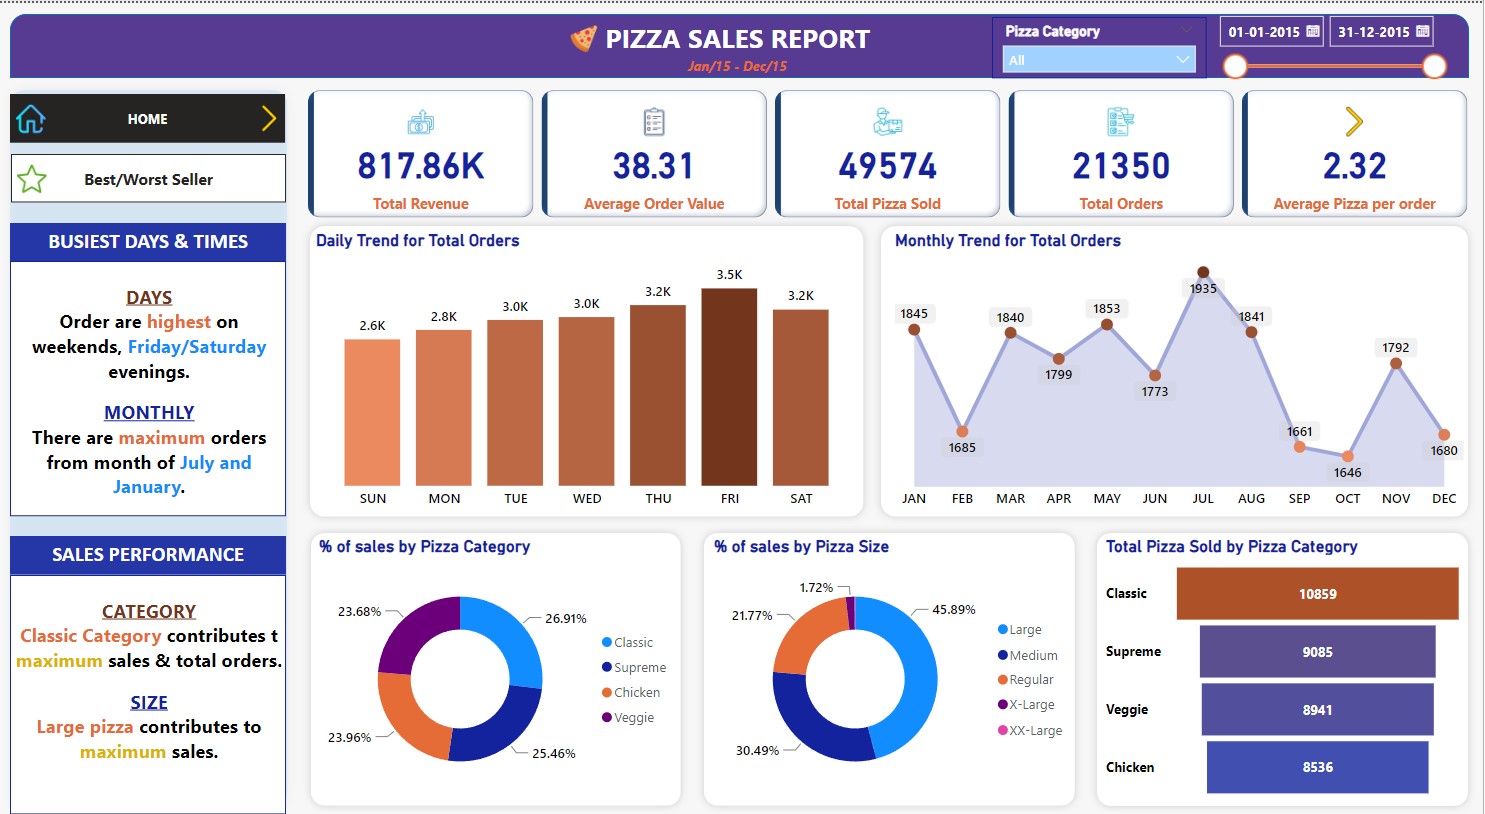 PIZZA SALES REPORT
Jan/15 - Dec/15
Pizza Category
All
01-01-2015
31-12-2015
HOME
Best/Worst Seller
817.86K
Total Revenue
38.31
Average Order Value
49574
Total Pizza Sold
21350
Total Orders
2.32
Average Pizza per order
BUSIEST DAYS & TIMES
DAYS
Order are highest on
weekends, Friday/Saturday
evenings.
MONTHLY
There are maximum orders
from month of July and
January.
SALES PERFORMANCE
CATEGORY
Classic Category contributes t
maximum sales & total orders.
SIZE
Large pizza contributes to
maximum sales.
Daily Trend for Total Orders
2.6K
2.8K
3.0K
3.0K
3.2K
3.5K
3.2K
SUN MON TUE WED THU FRI SAT
Monthly Trend for Total Orders
1845
1685
1840
1799
1853
1773
1935
1841
1661
1646
1792
1680
JAN FEB MAR APR MAY JUN JUL AUG SEP OCT NOV DEC
% of sales by Pizza Category
23.68%
26.91%
23.96%
25.46%
Classic
Supreme
Chicken
Veggie
% of sales by Pizza Size
1.72%
21.77%
45.89%
30.49%
Large
Medium
Regular
X-Large
XX-Large
Total Pizza Sold by Pizza Category
Classic 10859
Supreme 9085
Veggie 8941
Chicken 8536